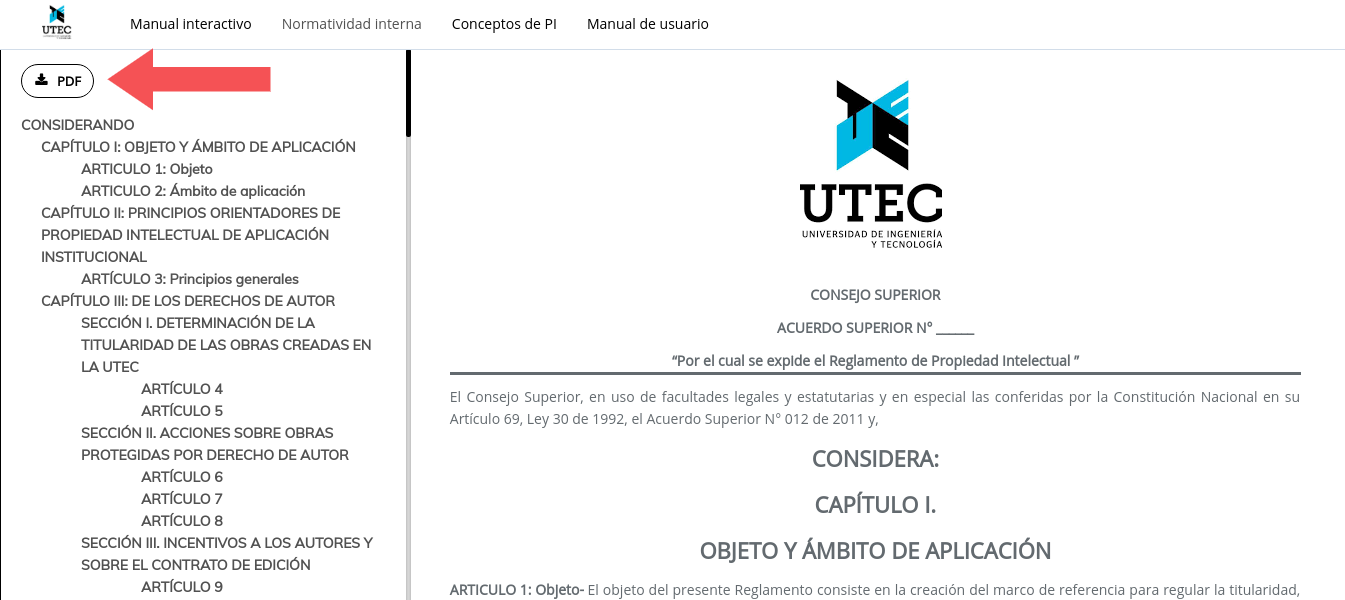 UTEC
Manual interactivo
Normatividad interna
Conceptos de PI
Manual de usuario
PDF
CONSIDERANDO
CAPÍTULO I: OBJETO Y ÁMBITO DE APLICACIÓN
ARTICULO 1: Objeto
ARTICULO 2: Ámbito de aplicación
CAPÍTULO II: PRINCIPIOS ORIENTADORES DE
PROPIEDAD INTELECTUAL DE APLICACIÓN
INSTITUCIONAL
ARTÍCULO 3: Principios generales
CAPÍTULO III: DE LOS DERECHOS DE AUTOR
SECCIÓN I. DETERMINACIÓN DE LA
TITULARIDAD DE LAS OBRAS CREADAS EN
LA UTEC
ARTÍCULO 4
ARTÍCULO 5
SECCIÓN II. ACCIONES SOBRE OBRAS
PROTEGIDAS POR DERECHO DE AUTOR
ARTÍCULO 6
ARTÍCULO 7
ARTÍCULO 8
SECCIÓN III. INCENTIVOS A LOS AUTORES Y
SOBRE EL CONTRATO DE EDICIÓN
ARTÍCULO 9
UTEC
UNIVERSIDAD DE INGENIERÍA
Y TECNOLOGÍA
CONSEJO SUPERIOR
ACUERDO SUPERIOR N° ______
“Por el cual se expide el Reglamento de Propiedad Intelectual ”
El Consejo Superior, en uso de facultades legales y estatutarias y en especial las conferidas por la Constitución Nacional en su
Artículo 69, Ley 30 de 1992, el Acuerdo Superior N° 012 de 2011 y,
CONSIDERA:
CAPÍTULO I.
OBJETO Y ÁMBITO DE APLICACIÓN
ARTICULO 1: Objeto- El objeto del presente Reglamento consiste en la creación del marco de referencia para regular la titularidad,